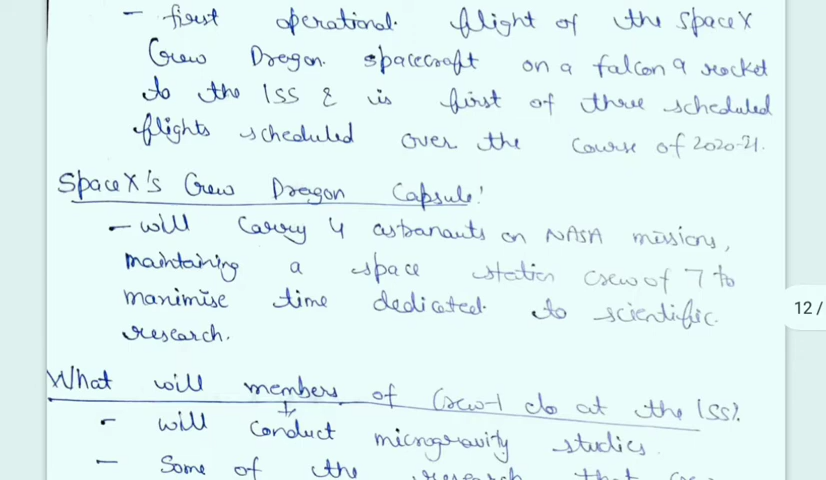 - first operational flight of the SpaceX
Crew Dragon spacecraft on a falcon 9 rocket
to the ISS & is first of three scheduled
flights scheduled over the course of 2020-21.
SpaceX's Crew Dragon Capsule:
- will carry 4 astronauts on NASA missions,
maintaining a space station crew of 7 to
maximise time dedicated to scientific
research.
What will members of Crew-1 do at the ISS?
- will conduct microgravity studies.
- Some of the research that
12/